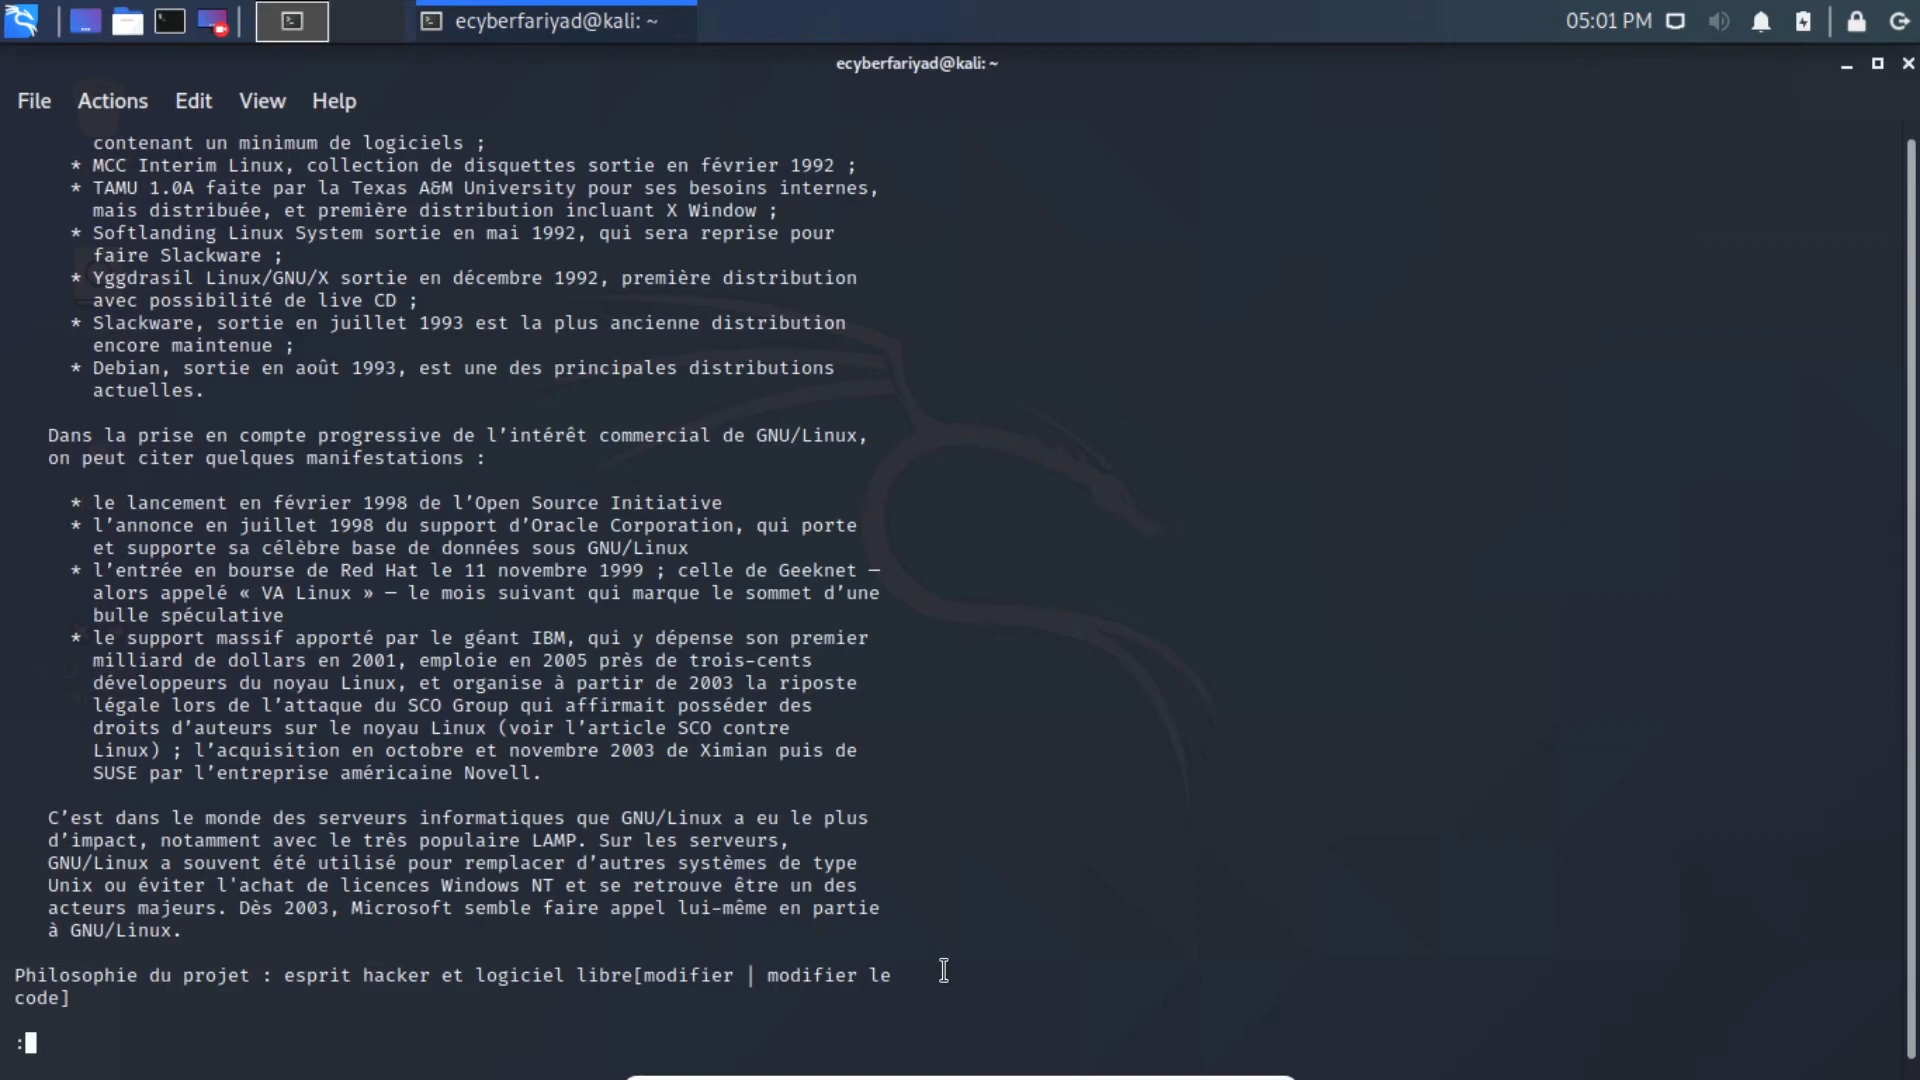 ecyberfariyad@kali: ~
05:01 PM
ecyberfariyad@kali: ~
File Actions Edit View Help
contenant un minimum de logiciels ;
* MCC Interim Linux, collection de disquettes sortie en février 1992 ;
* TAMU 1.0A faite par la Texas A&M University pour ses besoins internes,
mais distribuée, et première distribution incluant X Window ;
* Softlanding Linux System sortie en mai 1992, qui sera reprise pour
faire Slackware ;
* Yggdrasil Linux/GNU/X sortie en décembre 1992, première distribution
avec possibilité de live CD ;
* Slackware, sortie en juillet 1993 est la plus ancienne distribution
encore maintenue ;
* Debian, sortie en août 1993, est une des principales distributions
actuelles.
Dans la prise en compte progressive de l’intérêt commercial de GNU/Linux,
on peut citer quelques manifestations :
* le lancement en février 1998 de l’Open Source Initiative
* l’annonce en juillet 1998 du support d’Oracle Corporation, qui porte
et supporte sa célèbre base de données sous GNU/Linux
* l’entrée en bourse de Red Hat le 11 novembre 1999 ; celle de Geeknet —
alors appelé « VA Linux » — le mois suivant qui marque le sommet d’une
bulle spéculative
* le support massif apporté par le géant IBM, qui y dépense son premier
milliard de dollars en 2001, emploie en 2005 près de trois-cents
développeurs du noyau Linux, et organise à partir de 2003 la riposte
légale lors de l’attaque du SCO Group qui affirmait posséder des
droits d’auteurs sur le noyau Linux (voir l’article SCO contre
Linux) ; l’acquisition en octobre et novembre 2003 de Ximian puis de
SUSE par l’entreprise américaine Novell.
C’est dans le monde des serveurs informatiques que GNU/Linux a eu le plus
d’impact, notamment avec le très populaire LAMP. Sur les serveurs,
GNU/Linux a souvent été utilisé pour remplacer d’autres systèmes de type
Unix ou éviter l'achat de licences Windows NT et se retrouve être un des
acteurs majeurs. Dès 2003, Microsoft semble faire appel lui-même en partie
à GNU/Linux.
Philosophie du projet : esprit hacker et logiciel libre[modifier | modifier le
code]
: